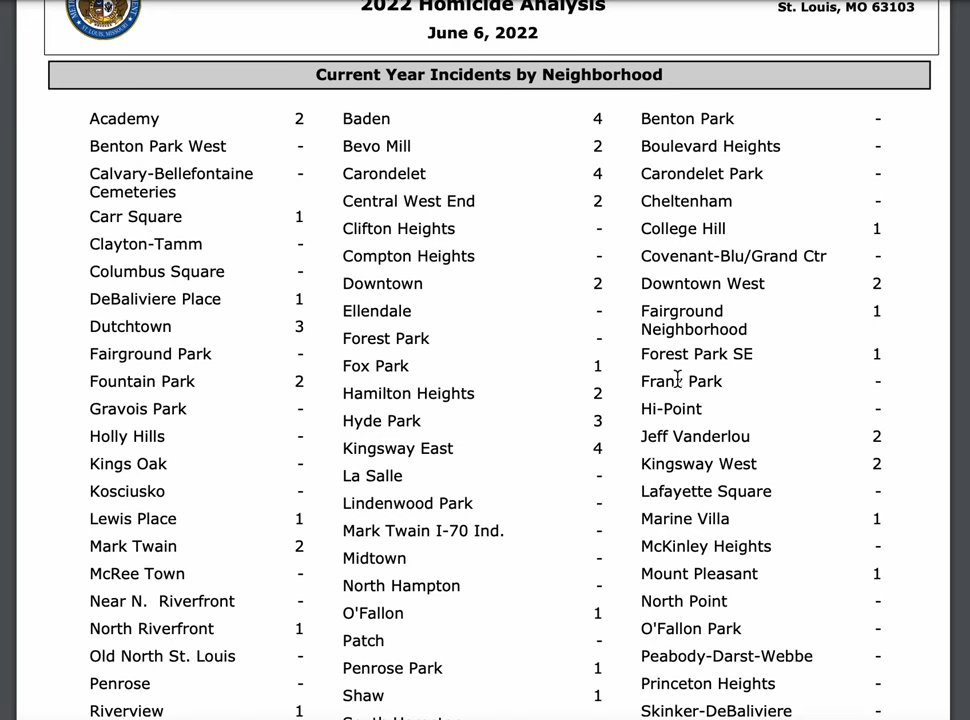 2022 Homicide Analysis
St. Louis, MO 63103
June 6, 2022
Current Year Incidents by Neighborhood
Academy 2 Baden 4 Benton Park -
Benton Park West - Bevo Mill 2 Boulevard Heights -
Calvary-Bellefontaine - Carondelet 4 Carondelet Park -
Cemeteries
Central West End 2 Cheltenham -
Carr Square 1
Clifton Heights - College Hill 1
Clayton-Tamm -
Compton Heights - Covenant-Blu/Grand Ctr -
Columbus Square -
Downtown 2 Downtown West 2
DeBaliviere Place 1
Ellendale - Fairground 1
Neighborhood
Dutchtown 3
Forest Park -
Fairground Park - Forest Park SE 1
Fox Park 1
Fountain Park 2 Franz Park -
Hamilton Heights 2
Gravois Park - Hi-Point -
Hyde Park 3
Holly Hills - Jeff Vanderlou 2
Kingsway East 4
Kings Oak - Kingsway West 2
La Salle -
Kosciusko - Lafayette Square -
Lindenwood Park -
Lewis Place 1 Marine Villa 1
Mark Twain I-70 Ind. -
Mark Twain 2 McKinley Heights -
Midtown -
McRee Town - Mount Pleasant 1
North Hampton -
Near N. Riverfront - North Point -
O'Fallon 1
North Riverfront 1 O'Fallon Park -
Patch -
Old North St. Louis - Peabody-Darst-Webbe -
Penrose Park 1
Penrose - Princeton Heights -
Shaw 1
Riverview 1 Skinker-DeBaliviere -